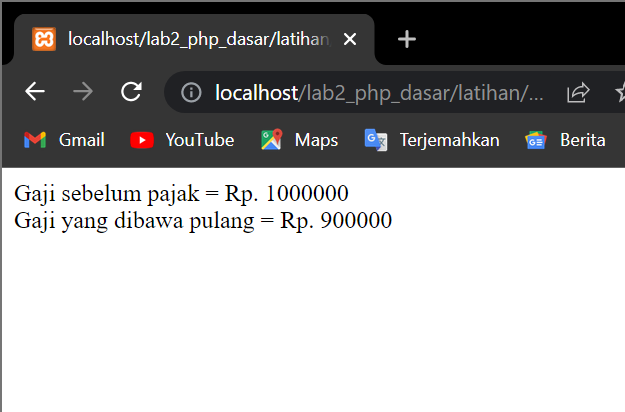 localhost/lab2_php_dasar/latihan
localhost/lab2_php_dasar/latihan/...
Gmail YouTube Maps Terjemahkan Berita
Gaji sebelum pajak = Rp. 1000000
Gaji yang dibawa pulang = Rp. 900000